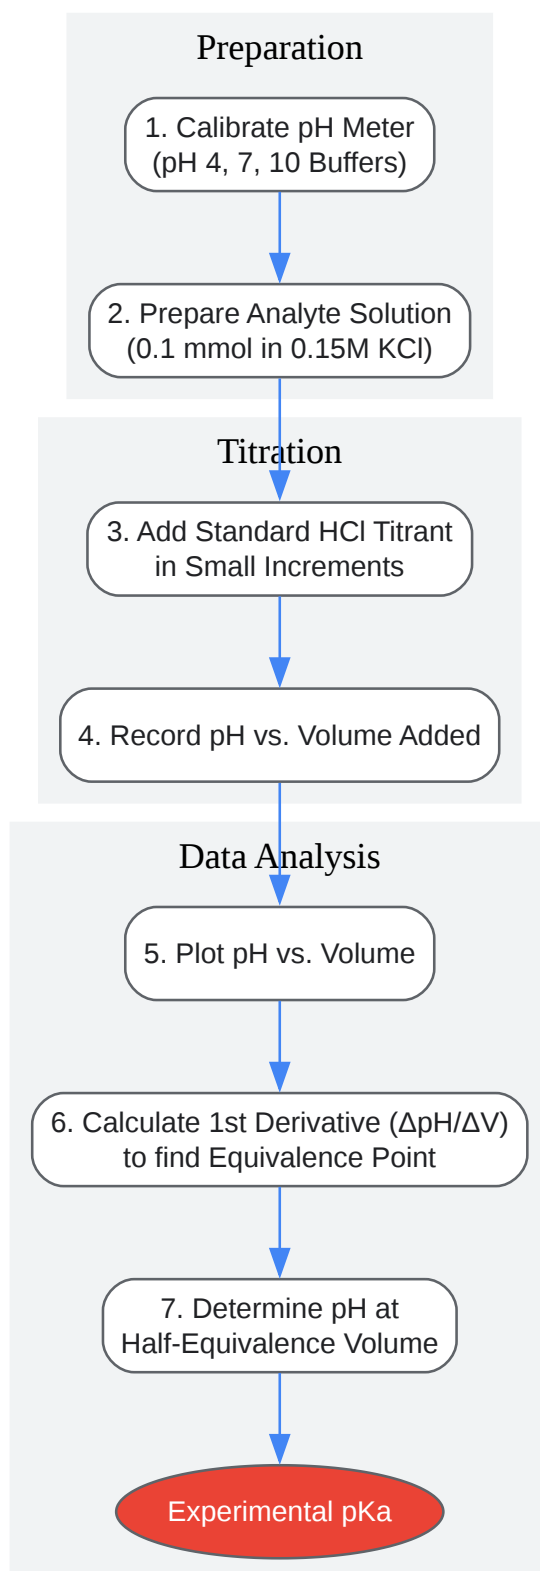 Preparation
1. Calibrate pH Meter
(pH 4, 7, 10 Buffers)
2. Prepare Analyte Solution
(0.1 mmol in 0.15M KCl)
Titration
3. Add Standard HCl Titrant
in Small Increments
4. Record pH vs. Volume Added
Data Analysis
5. Plot pH vs. Volume
6. Calculate 1st Derivative (ΔpH/ΔV)
to find Equivalence Point
7. Determine pH at
Half-Equivalence Volume
Experimental pKa